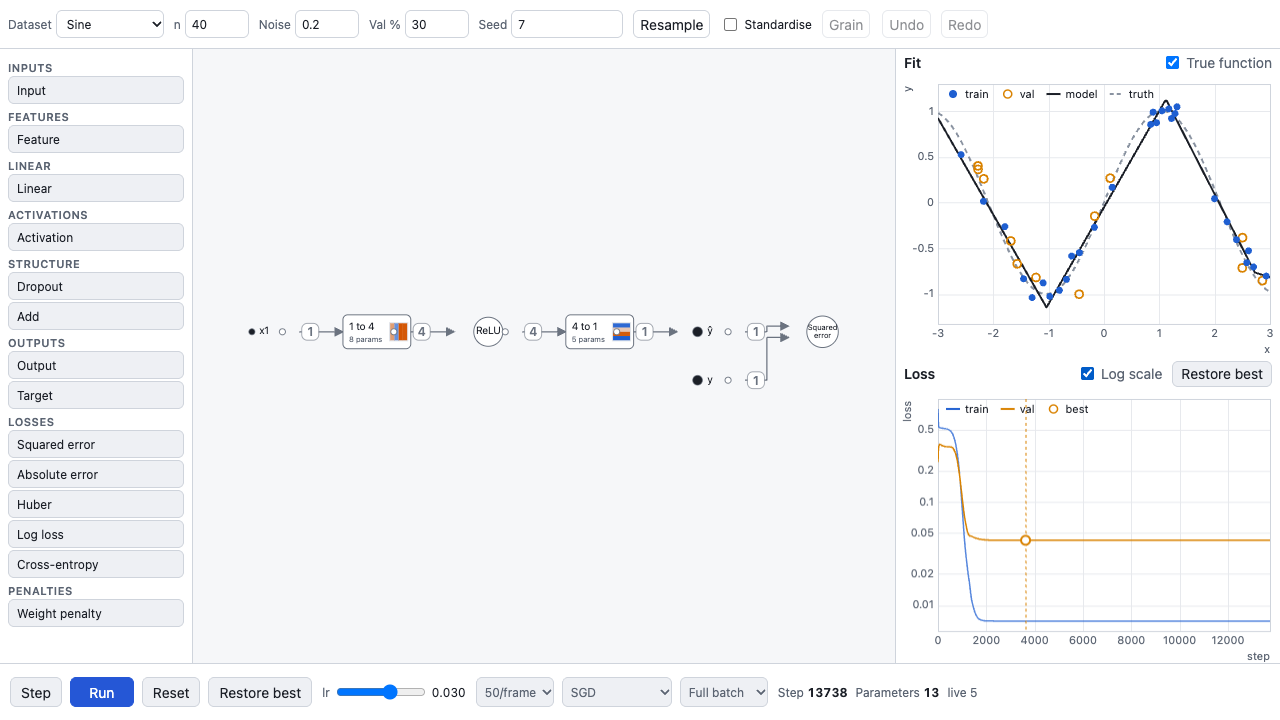 Dataset Sine n 40 Noise 0.2 Val % 30 Seed 7 Resample Standardise Grain Undo Redo
INPUTS
Input
FEATURES
Feature
LINEAR
Linear
ACTIVATIONS
Activation
STRUCTURE
Dropout
Add
OUTPUTS
Output
Target
LOSSES
Squared error
Absolute error
Huber
Log loss
Cross-entropy
PENALTIES
Weight penalty
x1 1 1 to 4 4 ReLU 4 4 to 1 1 ŷ 1 Squared
8 params 5 params error
y 1
Fit True function
y
train val model truth
1
0.5
0
-0.5
-1
-3 -2 -1 0 1 2 3
x
Loss Log scale Restore best
loss
train val best
0.5
0.2
0.1
0.05
0.02
0.01
0 2000 4000 6000 8000 10000 12000
step
Step Run Reset Restore best lr 0.030 50/frame SGD Full batch Step 13738 Parameters 13 live 5